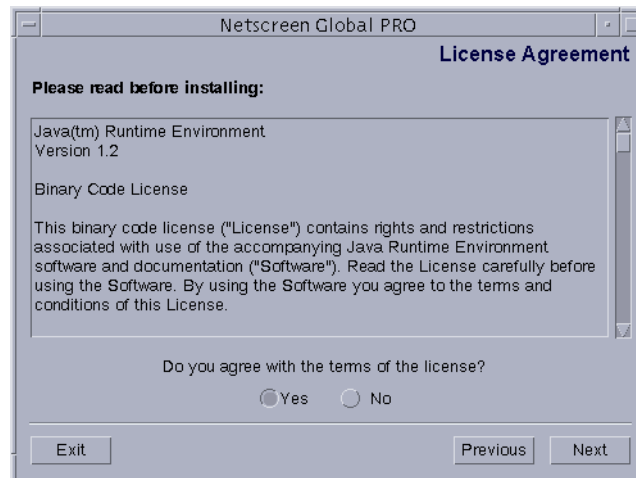 Netscreen Global PRO
License Agreement
Please read before installing:
Java(tm) Runtime Environment
Version 1.2
Binary Code License
This binary code license ("License") contains rights and restrictions
associated with use of the accompanying Java Runtime Environment
software and documentation ("Software"). Read the License carefully before
using the Software. By using the Software you agree to the terms and
conditions of this License.
Do you agree with the terms of the license?
Yes No
Exit Previous Next